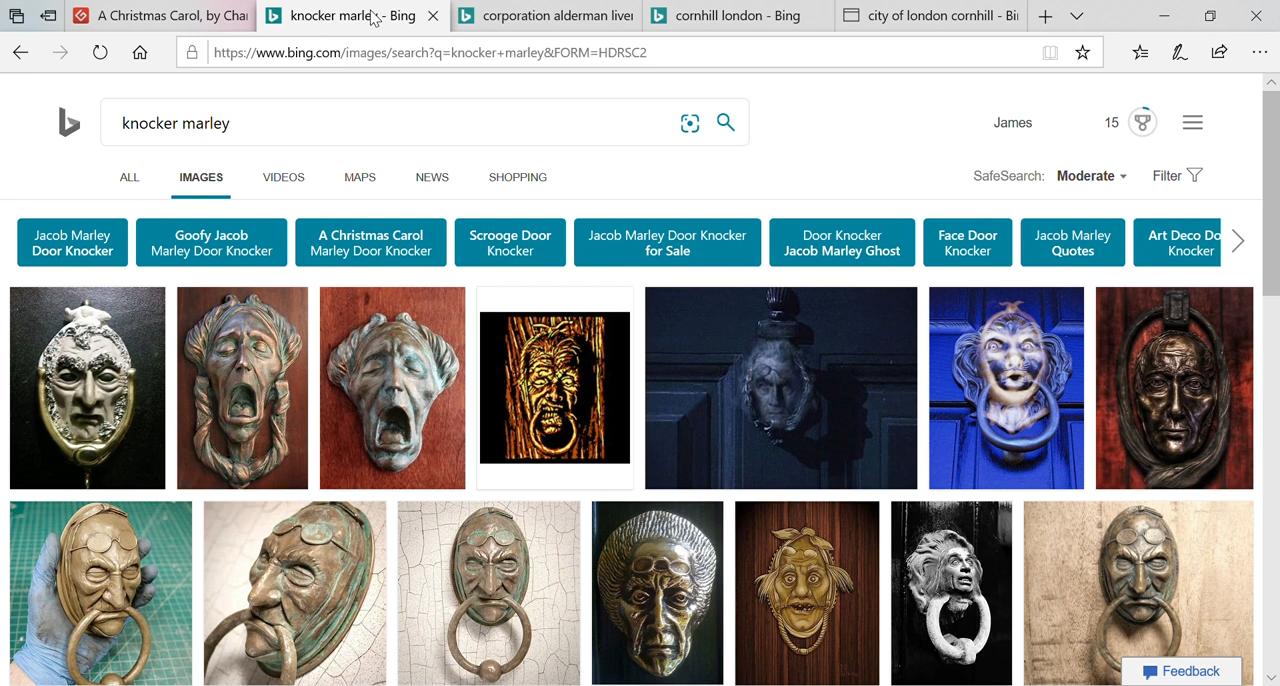 A Christmas Carol, by Cha
knocker marle - Bing
corporation alderman liver
cornhill london - Bing
city of london cornhill - Bi
https://www.bing.com/images/search?q=knocker+marley&FORM=HDRSC2
knocker marley
James
15
ALL
IMAGES
VIDEOS
MAPS
NEWS
SHOPPING
SafeSearch: Moderate
Filter
Jacob Marley
Door Knocker
Goofy Jacob
Marley Door Knocker
A Christmas Carol
Marley Door Knocker
Scrooge Door
Knocker
Jacob Marley Door Knocker
for Sale
Door Knocker
Jacob Marley Ghost
Face Door
Knocker
Jacob Marley
Quotes
Art Deco Do
Knocker
Feedback